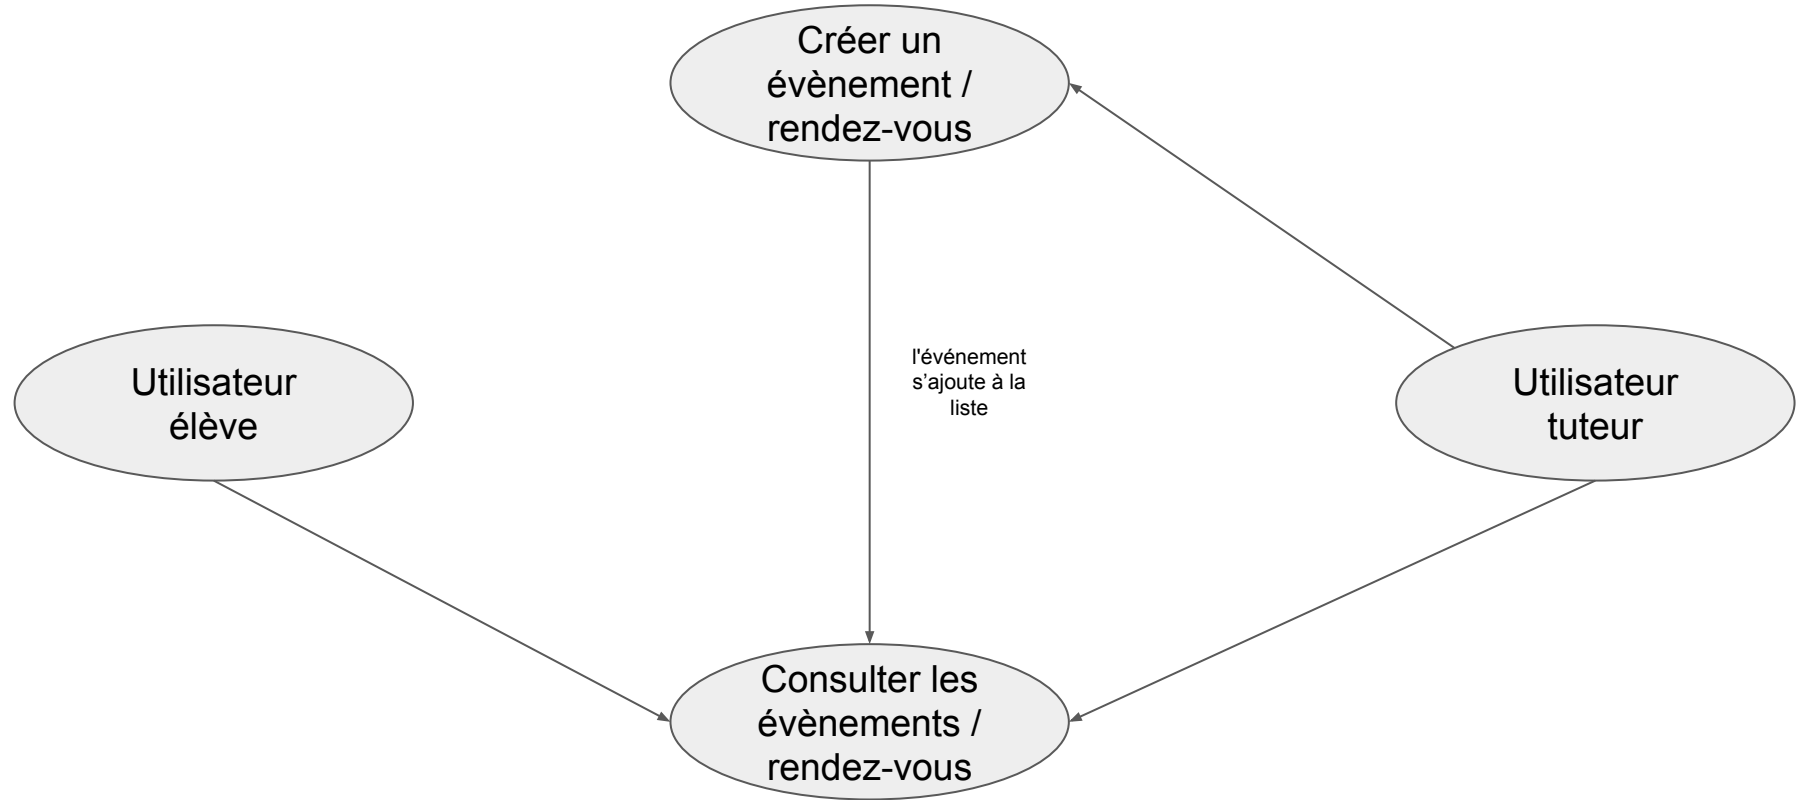 Créer un
évènement /
rendez-vous
l'événement
s’ajoute à la
liste
Utilisateur
élève
Utilisateur
tuteur
Consulter les
évènements /
rendez-vous